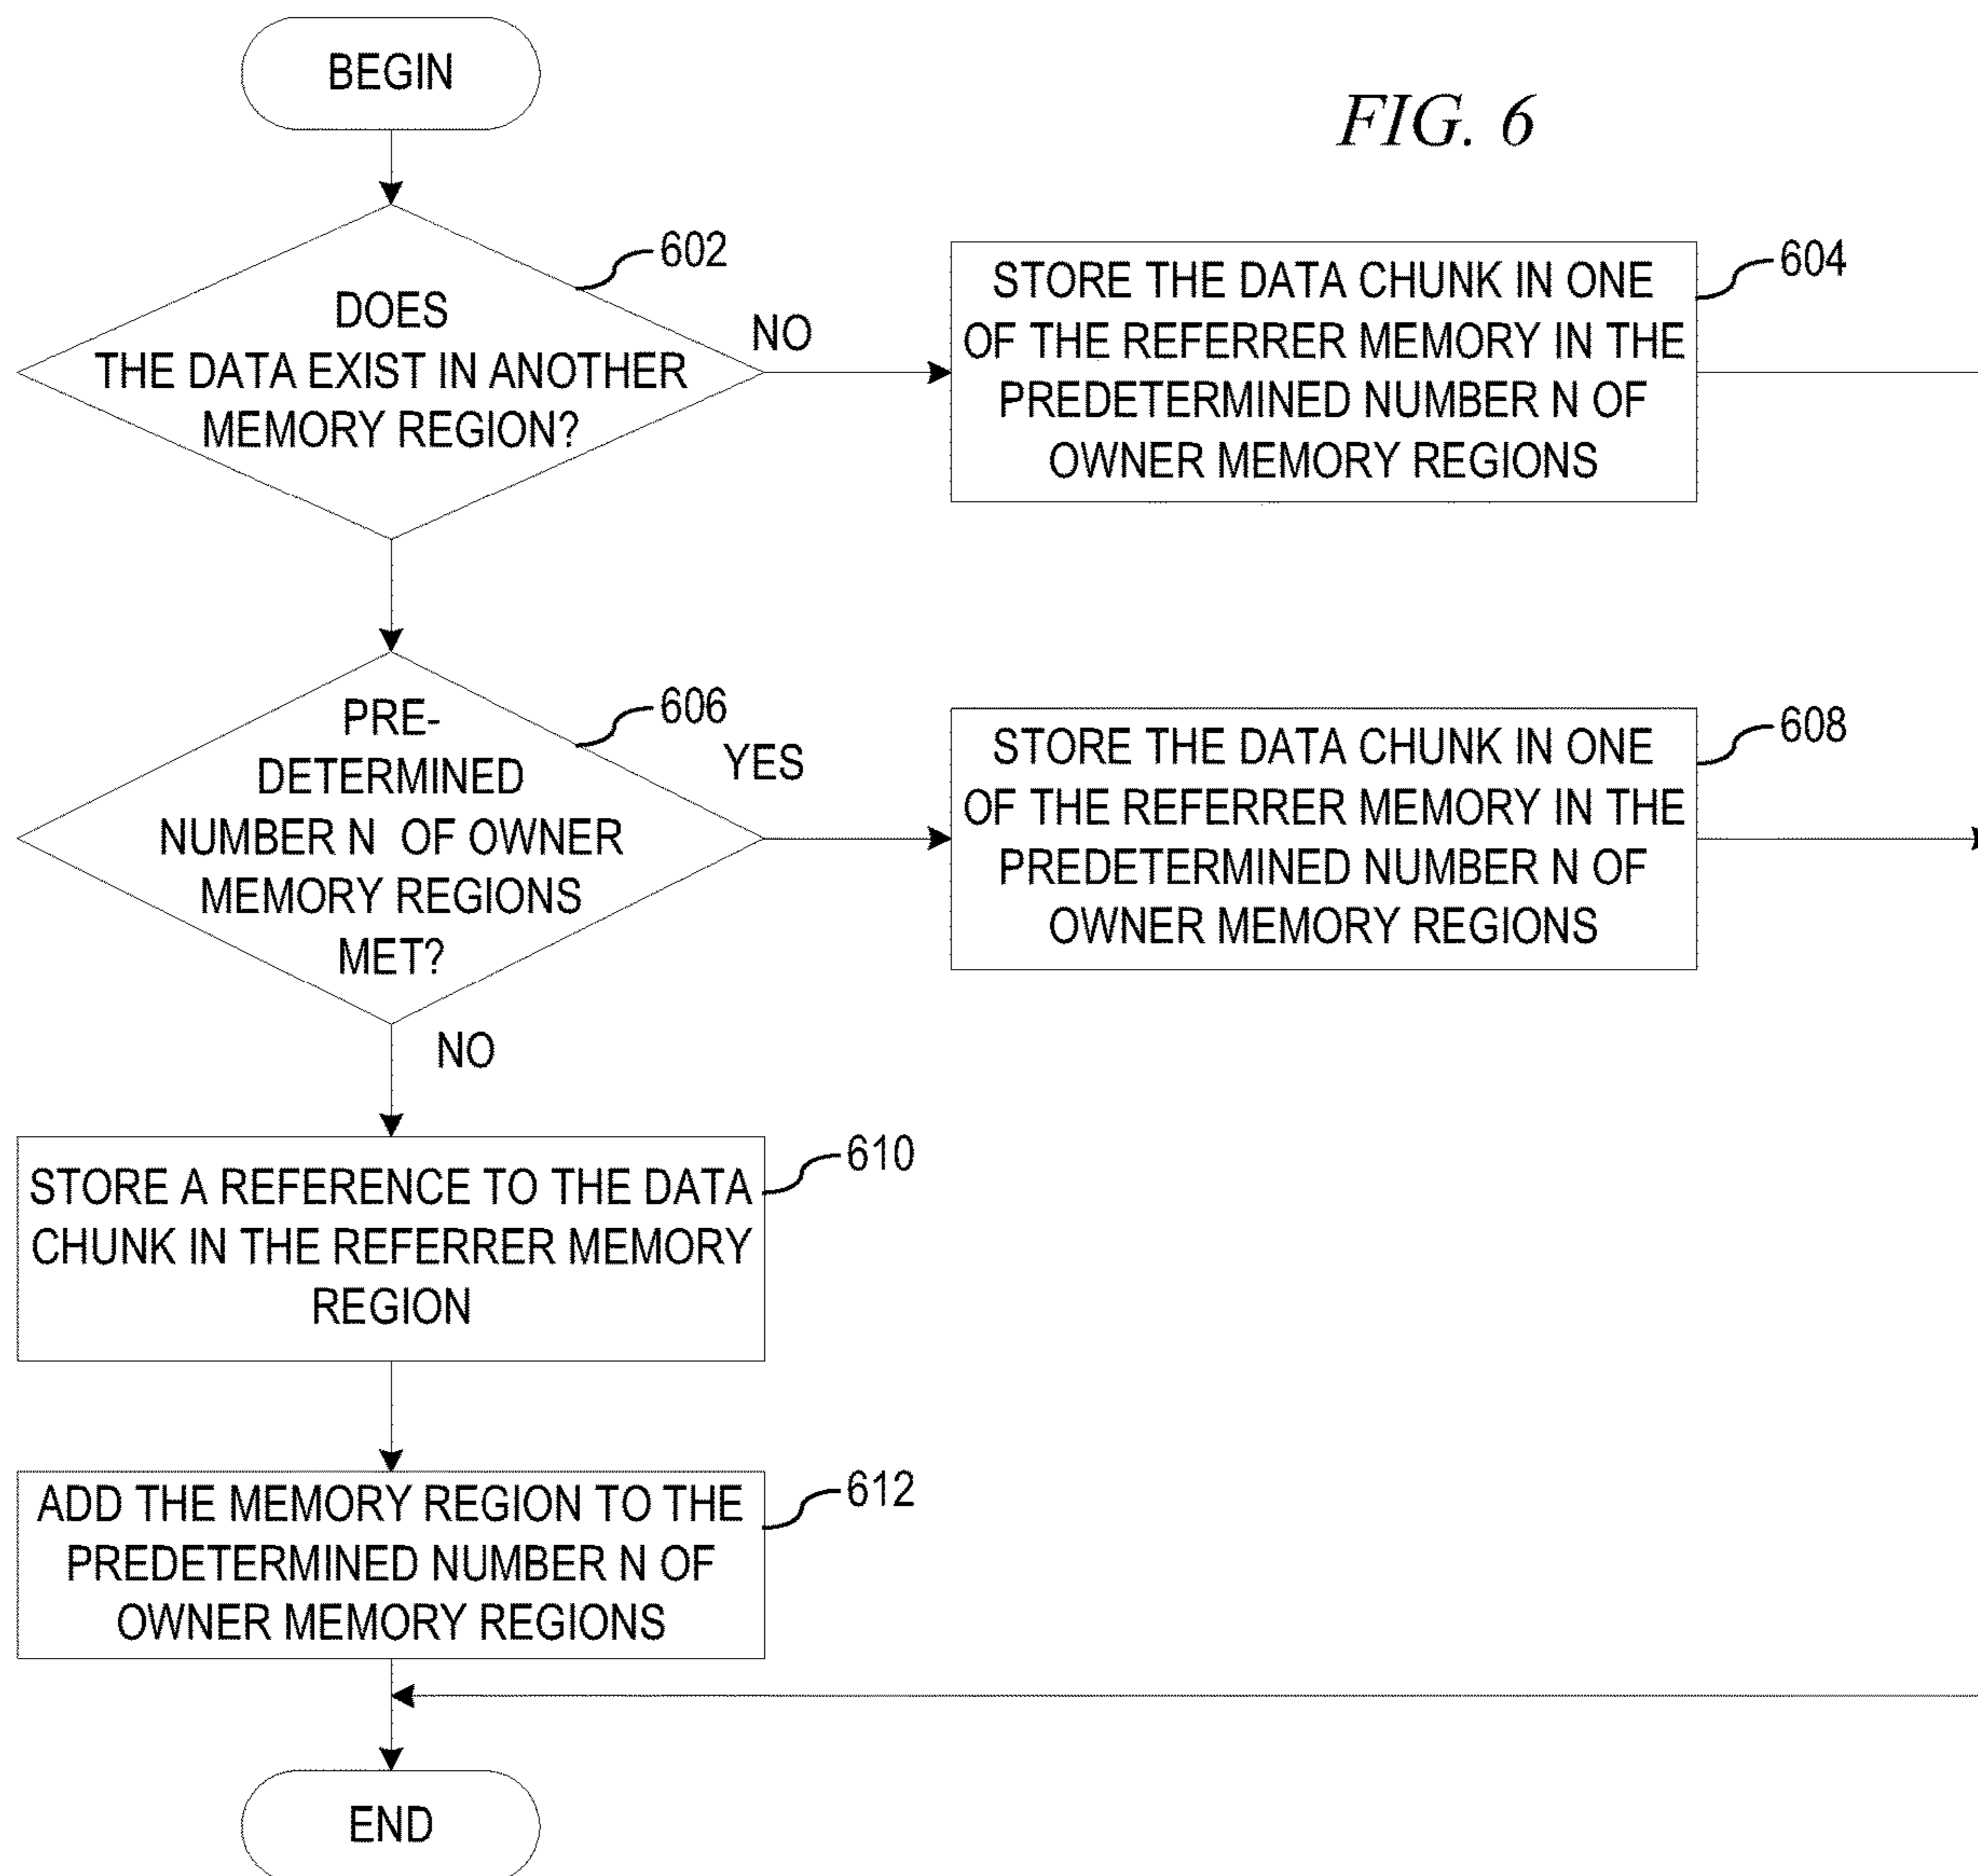 BEGIN
FIG. 6
602
DOES
THE DATA EXIST IN ANOTHER
MEMORY REGION?
NO
604
STORE THE DATA CHUNK IN ONE
OF THE REFERRER MEMORY IN THE
PREDETERMINED NUMBER N OF
OWNER MEMORY REGIONS
606
PRE-
DETERMINED
NUMBER N OF OWNER
MEMORY REGIONS
MET?
YES
608
STORE THE DATA CHUNK IN ONE
OF THE REFERRER MEMORY IN THE
PREDETERMINED NUMBER N OF
OWNER MEMORY REGIONS
NO
610
STORE A REFERENCE TO THE DATA
CHUNK IN THE REFERRER MEMORY
REGION
612
ADD THE MEMORY REGION TO THE
PREDETERMINED NUMBER N OF
OWNER MEMORY REGIONS
END